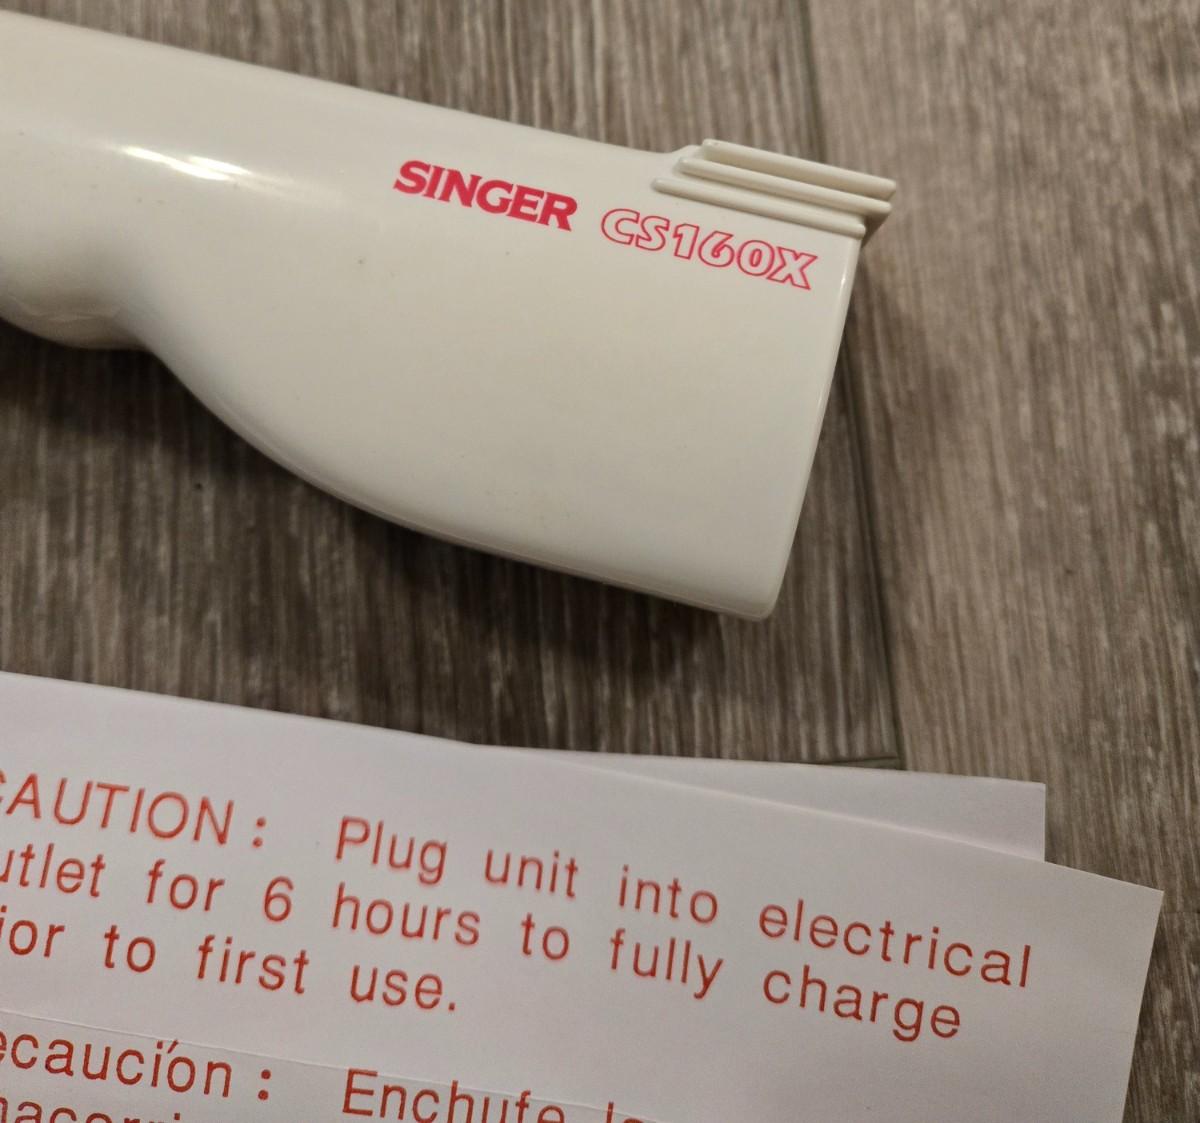 SINGER CS160X
CAUTION: Plug unit into electrical
utlet for 6 hours to fully charge
ior to first use.
ecaución: Enchufe